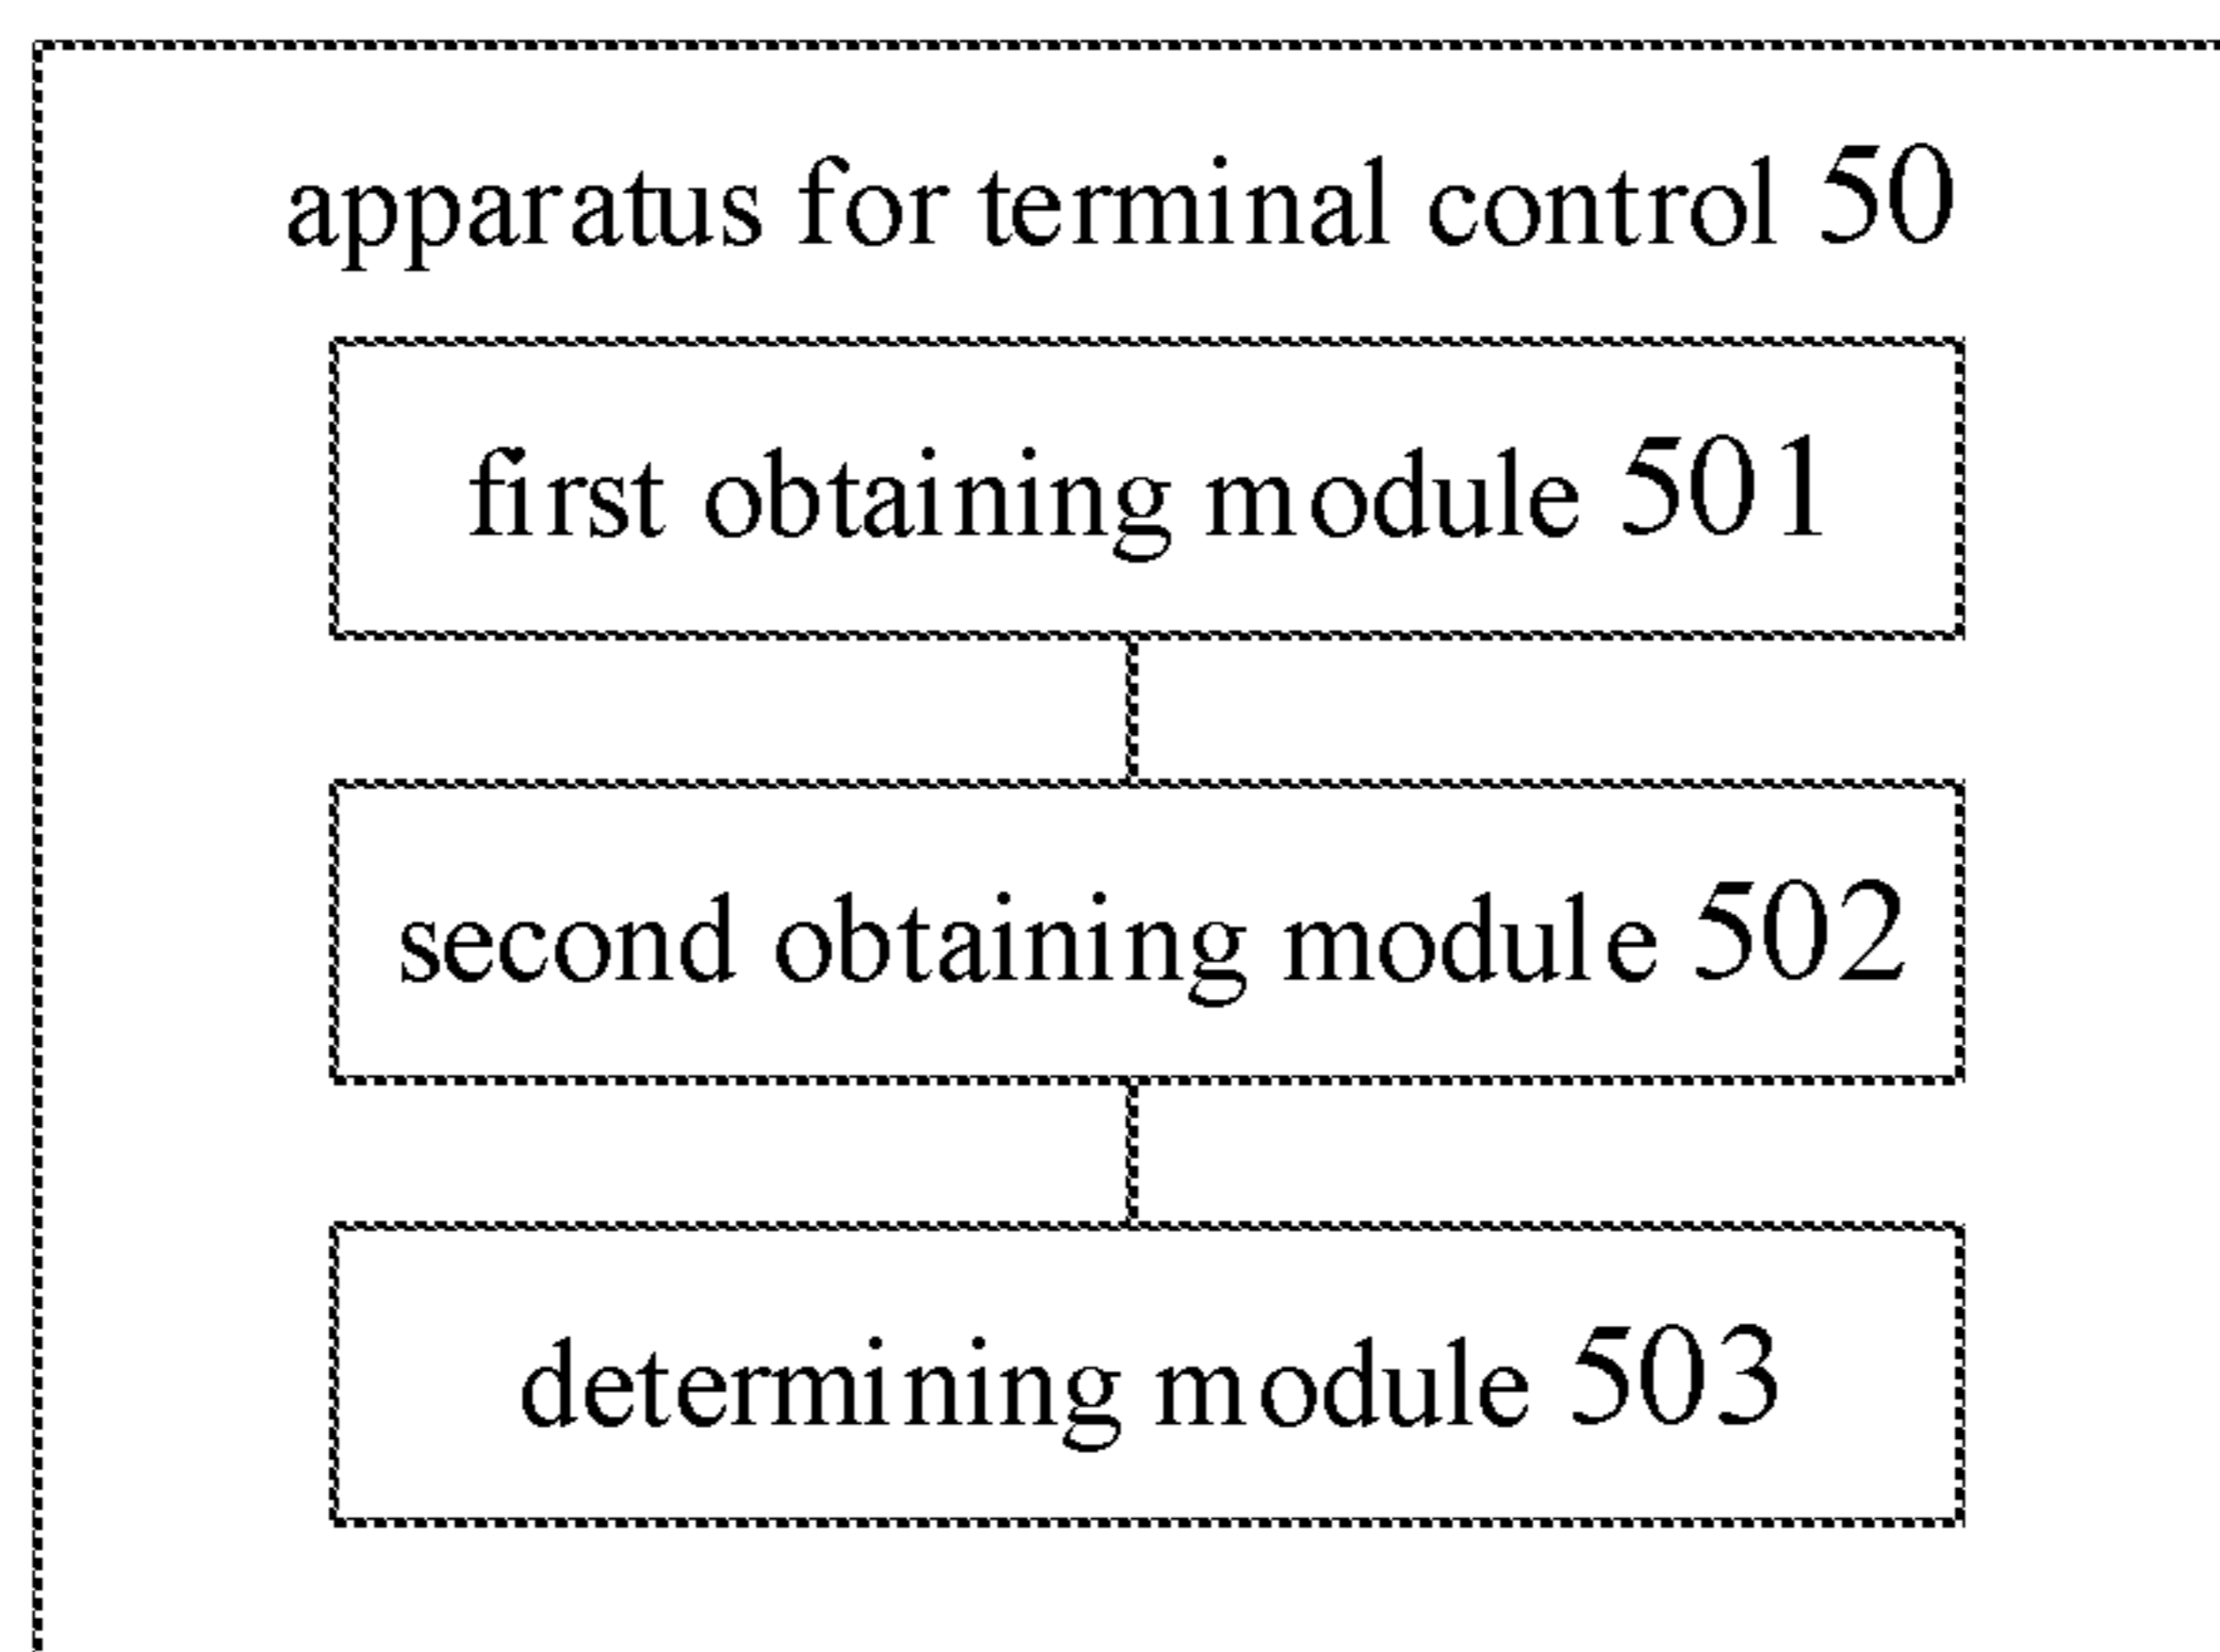 apparatus for terminal control 50
first obtaining module 501
second obtaining module 502
determining module 503